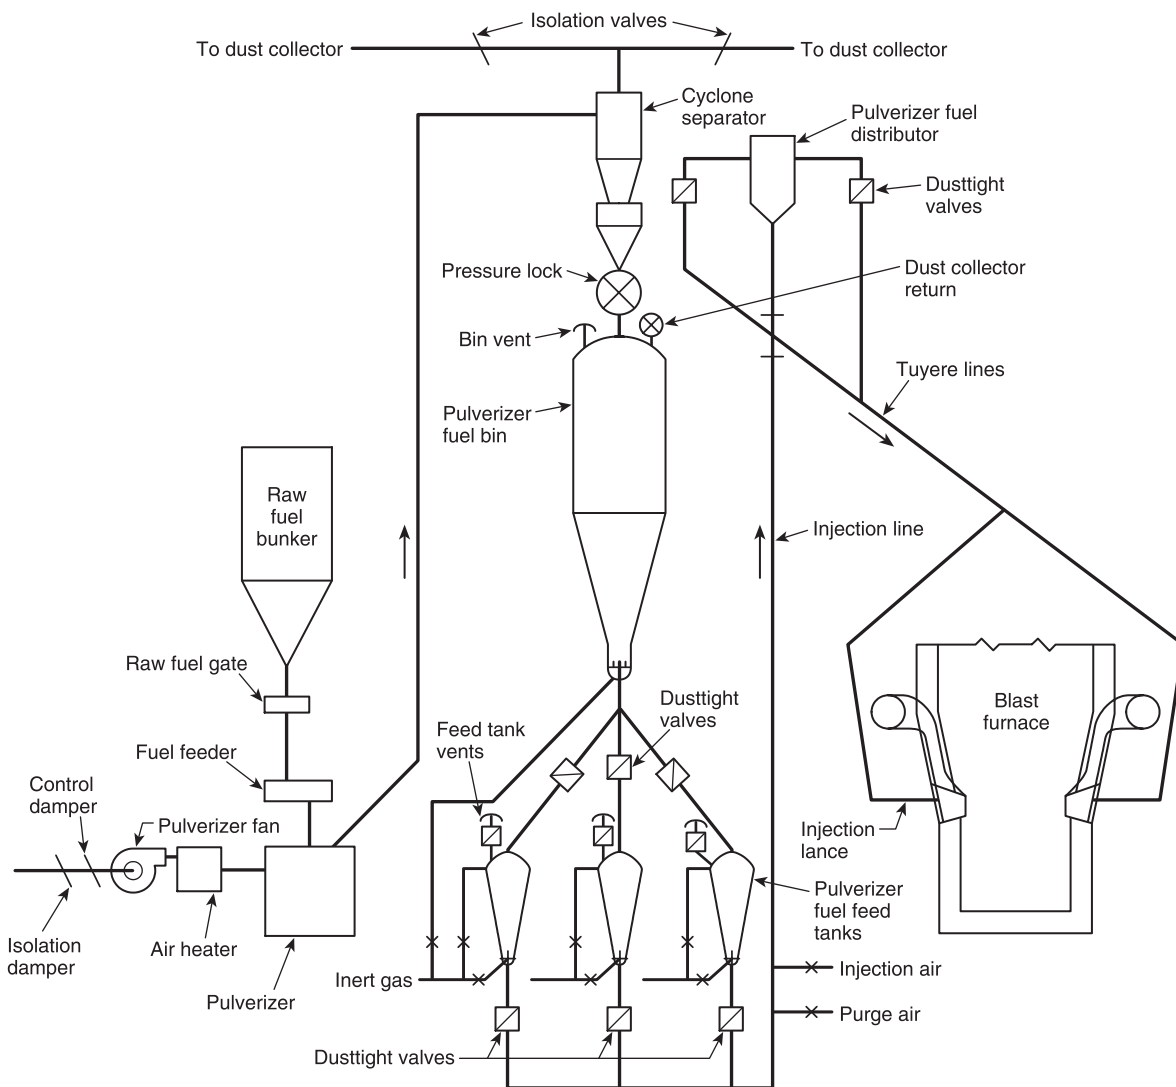 Isolation valves
To dust collector
To dust collector
Cyclone
separator
Pulverizer fuel
distributor
Dusttight
valves
Pressure lock
Dust collector
return
Bin vent
Tuyere lines
Pulverizer
fuel bin
Raw
fuel
bunker
Injection line
Raw fuel gate
Dusttight
valves
Blast
furnace
Feed tank
vents
Fuel feeder
Control
damper
Pulverizer fan
Injection
lance
Pulverizer
fuel feed
tanks
Isolation
damper
Air heater
Inert gas
Injection air
Pulverizer
Purge air
Dusttight valves